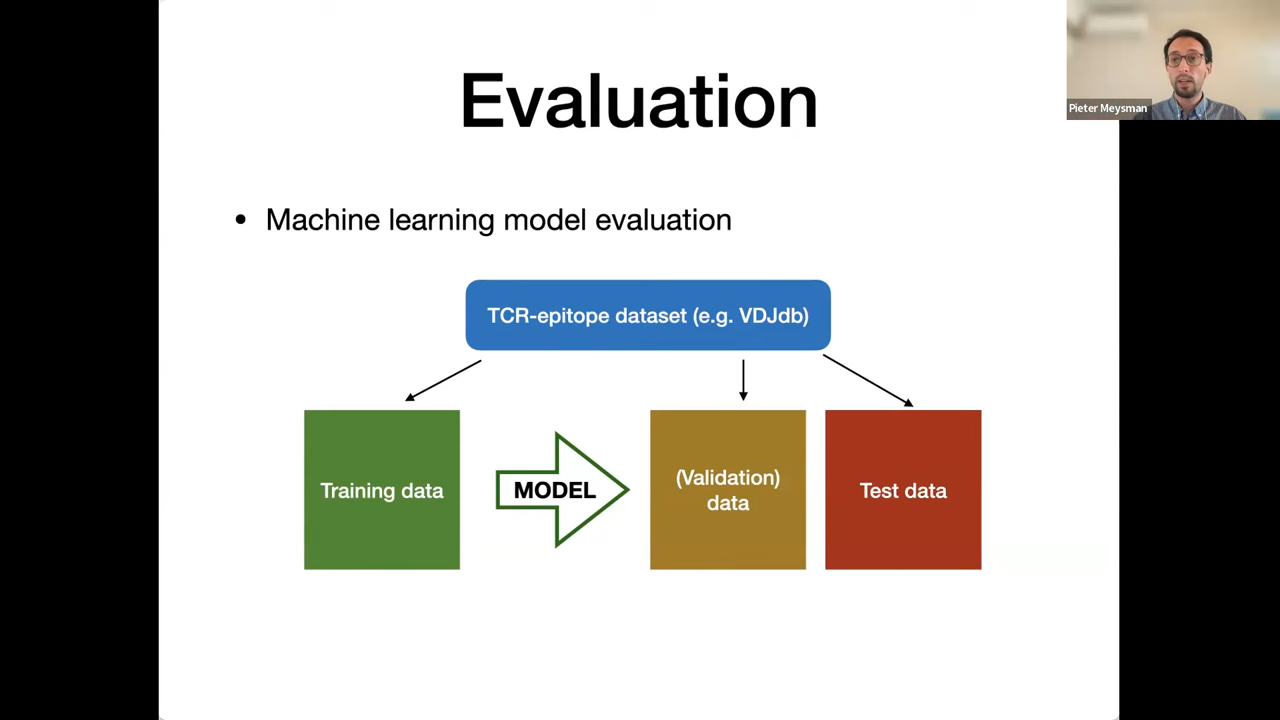 Evaluation
Pieter Meysman
• Machine learning model evaluation
TCR-epitope dataset (e.g. VDJdb)
Training data
MODEL
(Validation)
data
Test data